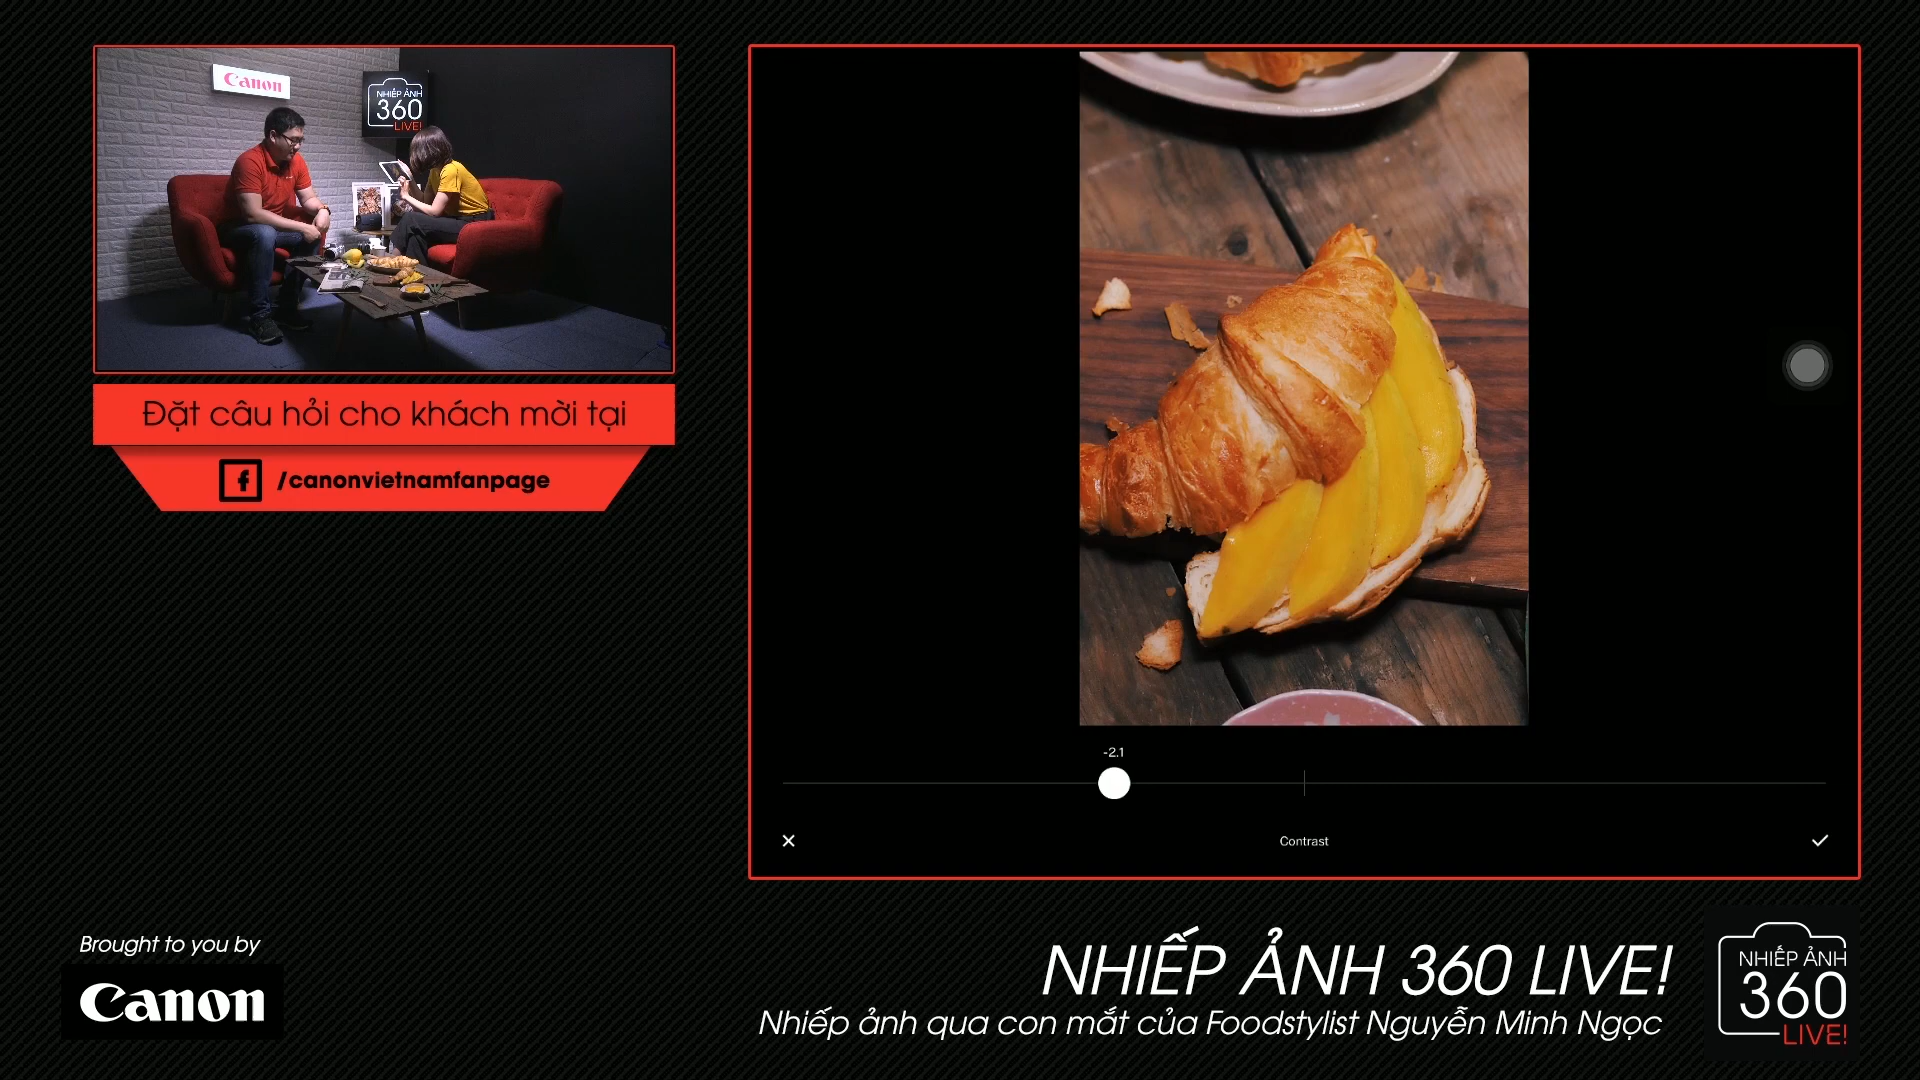 Canon
NHIẾP ẢNH
360
LIVE!
Đặt câu hỏi cho khách mời tại
f /canonvietnamfanpage
-2.1
Contrast
Brought to you by
Canon
NHIẾP ẢNH 360 LIVE!
Nhiếp ảnh qua con mắt của Foodstylist Nguyễn Minh Ngọc
NHIẾP ẢNH
360
LIVE!